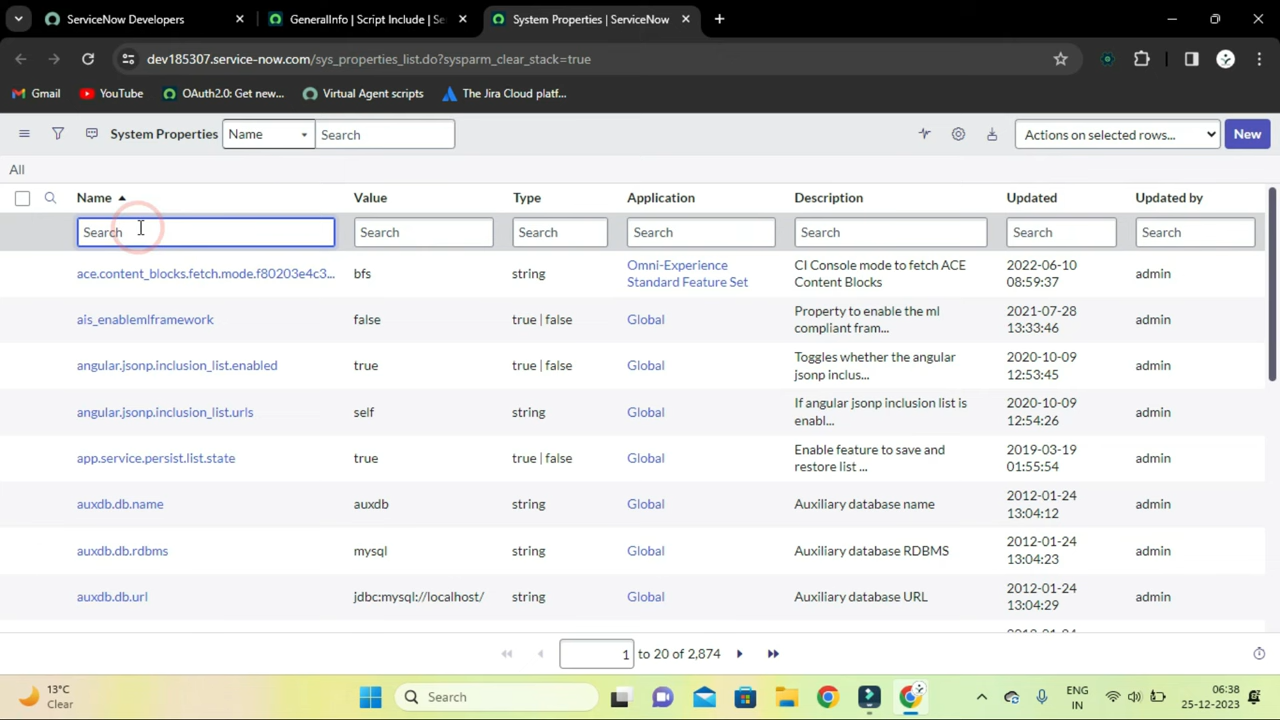 ServiceNow Developers
GeneralInfo | Script Include | Se
System Properties | ServiceNow
dev185307.service-now.com/sys_properties_list.do?sysparm_clear_stack=true
Gmail
YouTube
OAuth2.0: Get new...
Virtual Agent scripts
The Jira Cloud platf...
System Properties
Name
Search
Actions on selected rows...
New
All
Name Value Type Application Description Updated Updated by
Search Search Search Search Search Search Search
ace.content_blocks.fetch.mode.f80203e4c3... bfs string Omni-Experience CI Console mode to fetch ACE 2022-06-10 admin
Standard Feature Set Content Blocks 08:59:37
ais_enablemlframework false true | false Global Property to enable the ml 2021-07-28 admin
compliant fram... 13:33:46
angular.jsonp.inclusion_list.enabled true true | false Global Toggles whether the angular 2020-10-09 admin
jsonp inclus... 12:53:45
angular.jsonp.inclusion_list.urls self string Global If angular jsonp inclusion list is 2020-10-09 admin
enabl... 12:54:26
app.service.persist.list.state true true | false Global Enable feature to save and 2019-03-19 admin
restore list ... 01:55:54
auxdb.db.name auxdb string Global Auxiliary database name 2012-01-24 admin
13:04:12
auxdb.db.rdbms mysql string Global Auxiliary database RDBMS 2012-01-24 admin
13:04:23
auxdb.db.url jdbc:mysql://localhost/ string Global Auxiliary database URL 2012-01-24 admin
13:04:29
1 to 20 of 2,874
13°C
Clear
Search
ENG
IN
06:38
25-12-2023